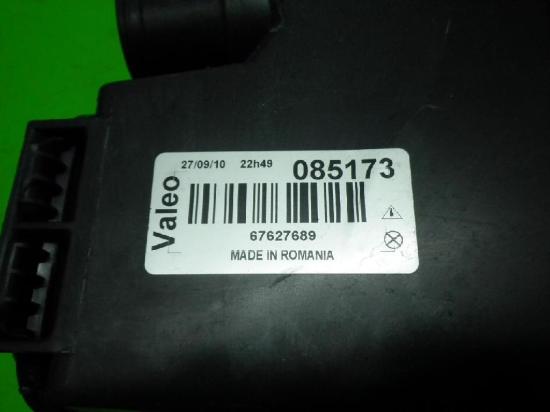 Valeo
27/09/10 22h49 085173
67627689
MADE IN ROMANIA